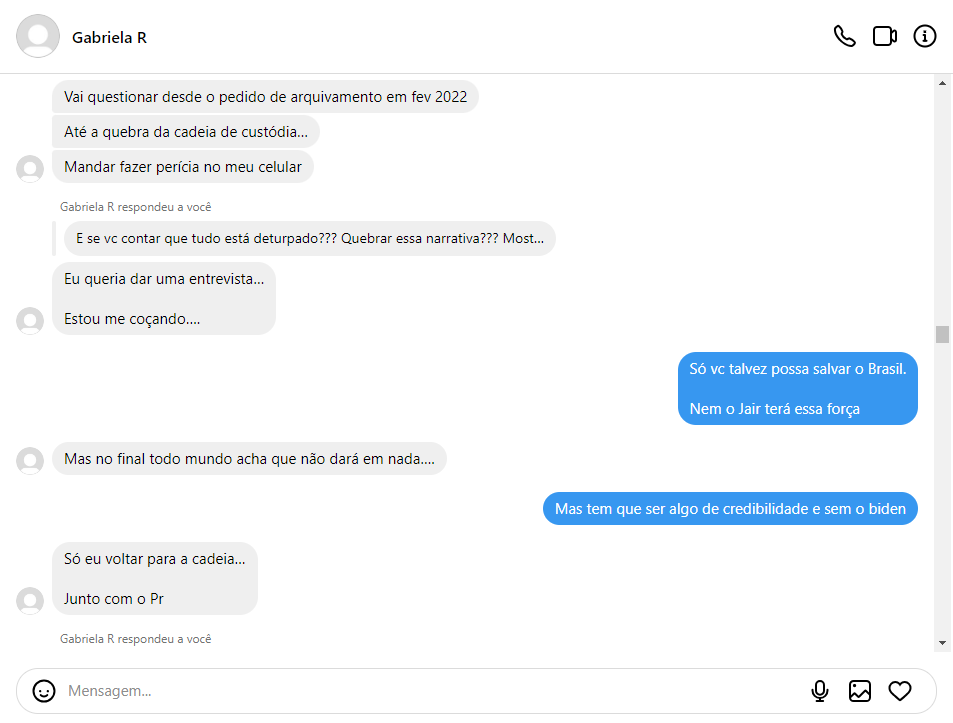 Gabriela R
Vai questionar desde o pedido de arquivamento em fev 2022
Até a quebra da cadeia de custódia...
Mandar fazer perícia no meu celular
Gabriela R respondeu a você
E se vc contar que tudo está deturpado??? Quebrar essa narrativa??? Most...
Eu queria dar uma entrevista...
Estou me coçando....
Só vc talvez possa salvar o Brasil.
Nem o Jair terá essa força
Mas no final todo mundo acha que não dará em nada....
Mas tem que ser algo de credibilidade e sem o biden
Só eu voltar para a cadeia...
Junto com o Pr
Gabriela R respondeu a você
Mensagem...